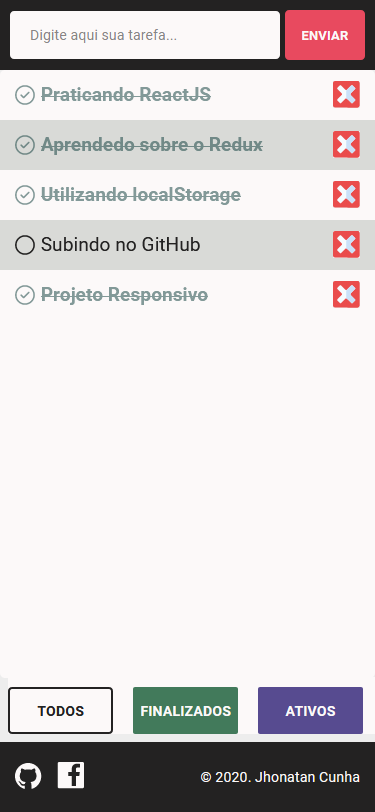 Digite aqui sua tarefa...
ENVIAR
Praticando ReactJS
Aprendedo sobre o Redux
Utilizando localStorage
Subindo no GitHub
Projeto Responsivo
TODOS
FINALIZADOS
ATIVOS
© 2020. Jhonatan Cunha